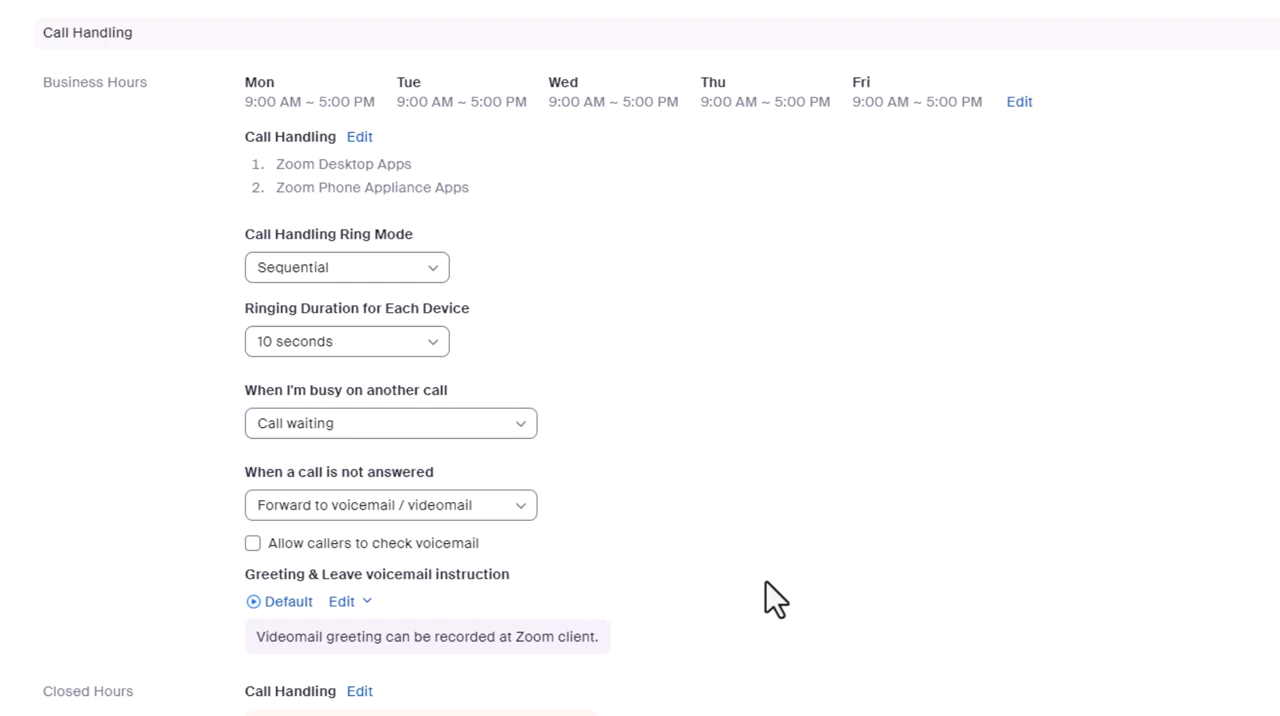 Call Handling
Business Hours
Mon Tue Wed Thu Fri
9:00 AM ~ 5:00 PM 9:00 AM ~ 5:00 PM 9:00 AM ~ 5:00 PM 9:00 AM ~ 5:00 PM 9:00 AM ~ 5:00 PM Edit
Call Handling Edit
1. Zoom Desktop Apps
2. Zoom Phone Appliance Apps
Call Handling Ring Mode
Sequential
Ringing Duration for Each Device
10 seconds
When I'm busy on another call
Call waiting
When a call is not answered
Forward to voicemail / videomail
Allow callers to check voicemail
Greeting & Leave voicemail instruction
Default Edit
Videomail greeting can be recorded at Zoom client.
Closed Hours
Call Handling Edit